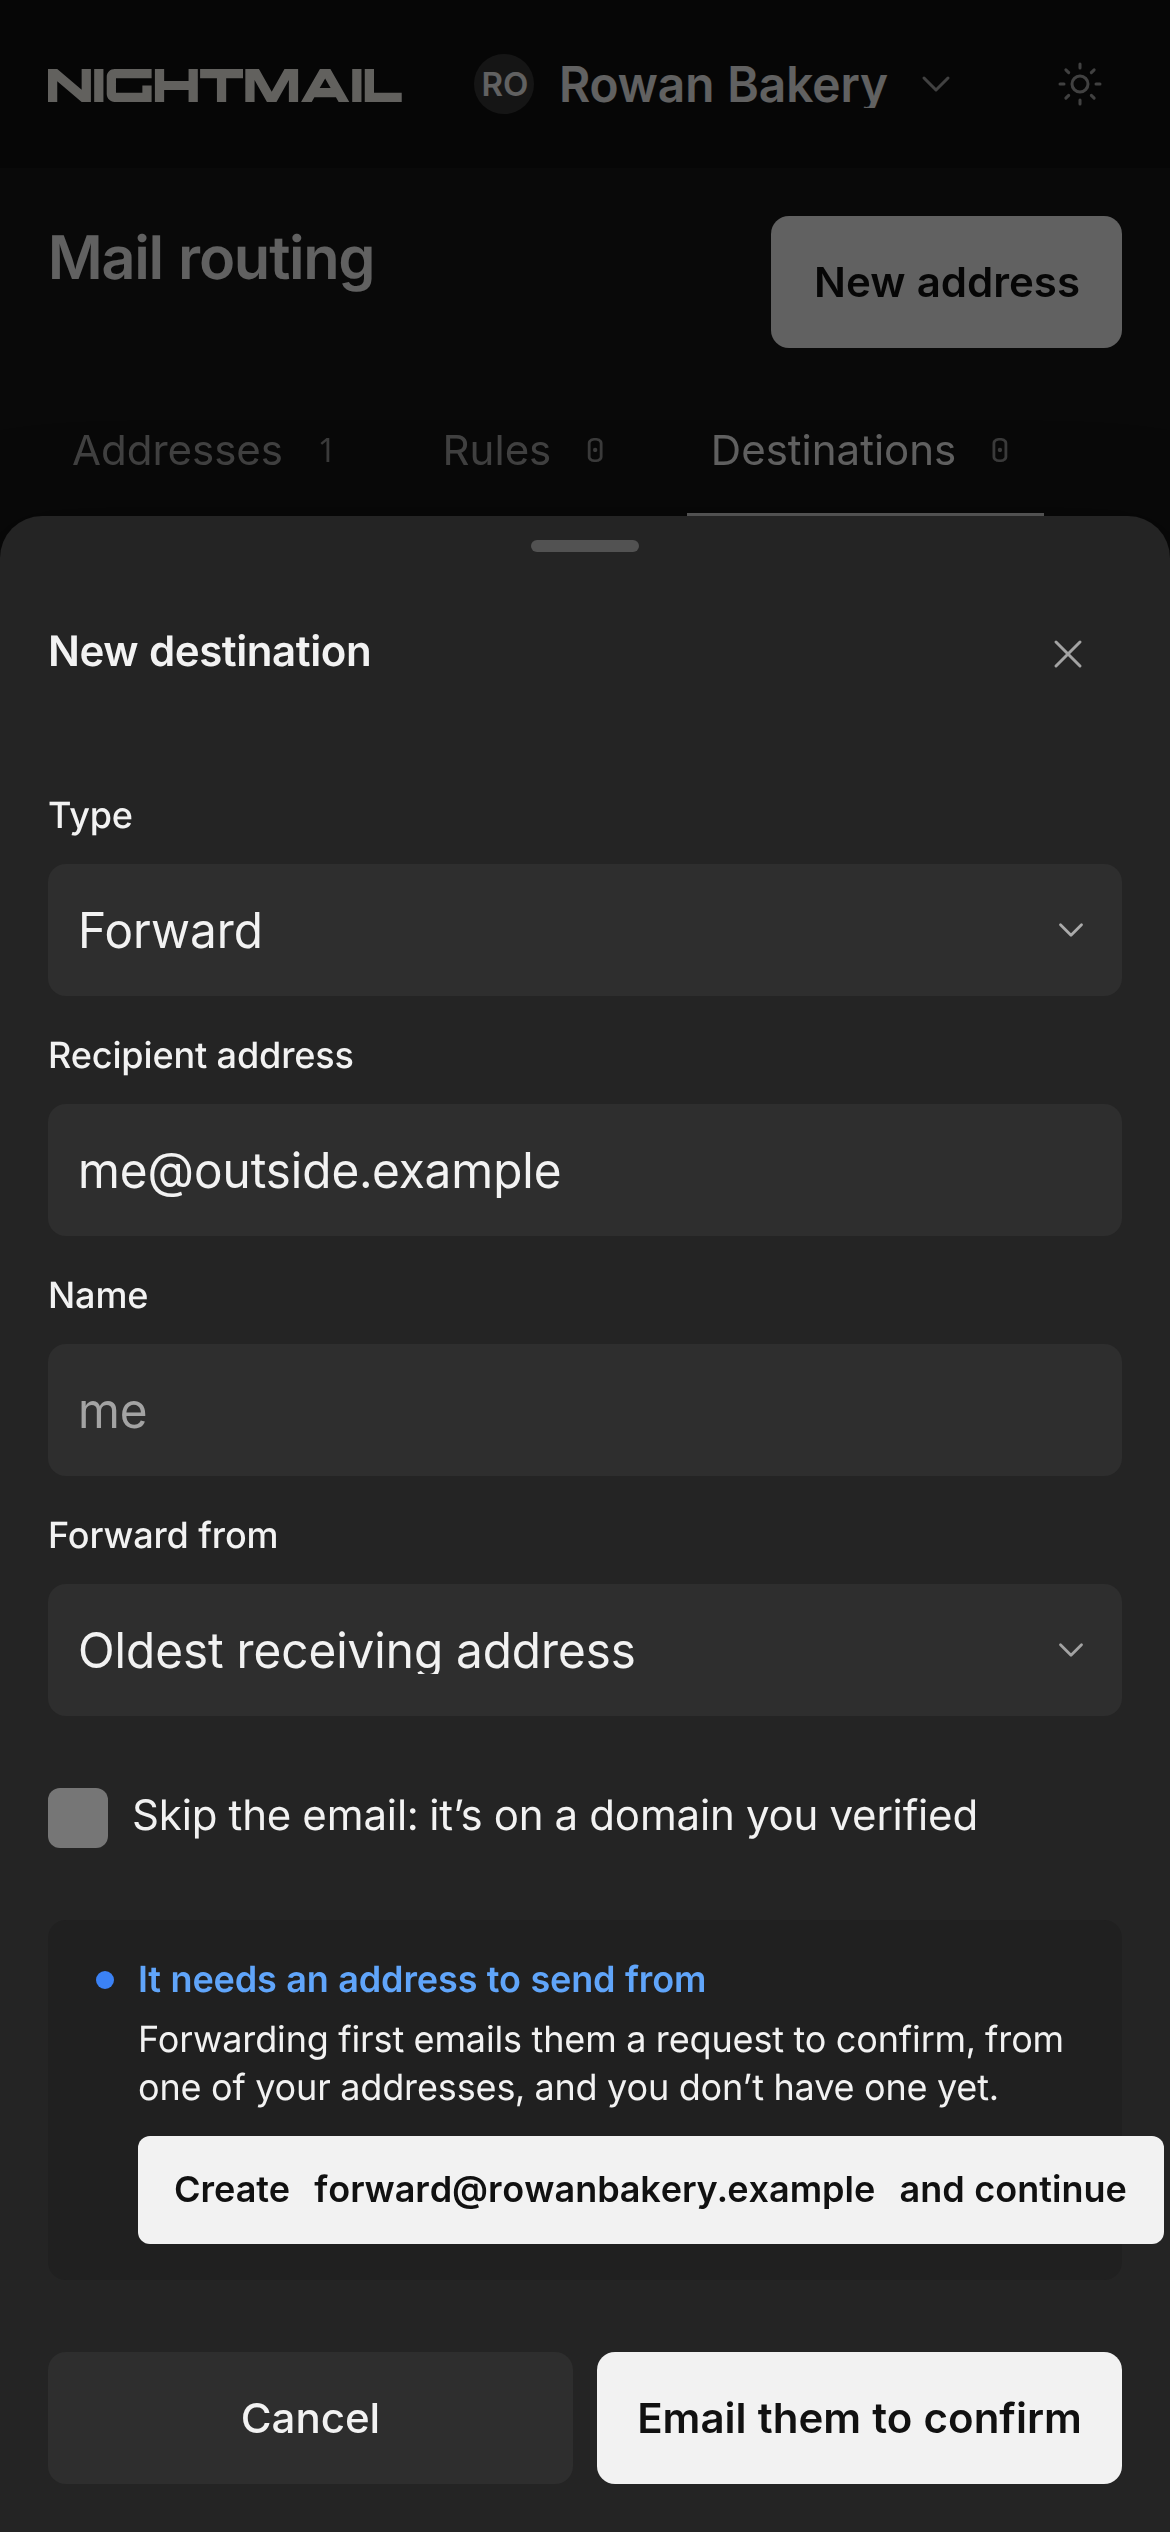 NIGHTMAIL RO Rowan Bakery
Mail routing
New address
Addresses 1 Rules 0 Destinations 0
New destination
Type
Forward
Recipient address
me@outside.example
Name
me
Forward from
Oldest receiving address
Skip the email: it’s on a domain you verified
It needs an address to send from
Forwarding first emails them a request to confirm, from
one of your addresses, and you don’t have one yet.
Create forward@rowanbakery.example and continue
Cancel Email them to confirm